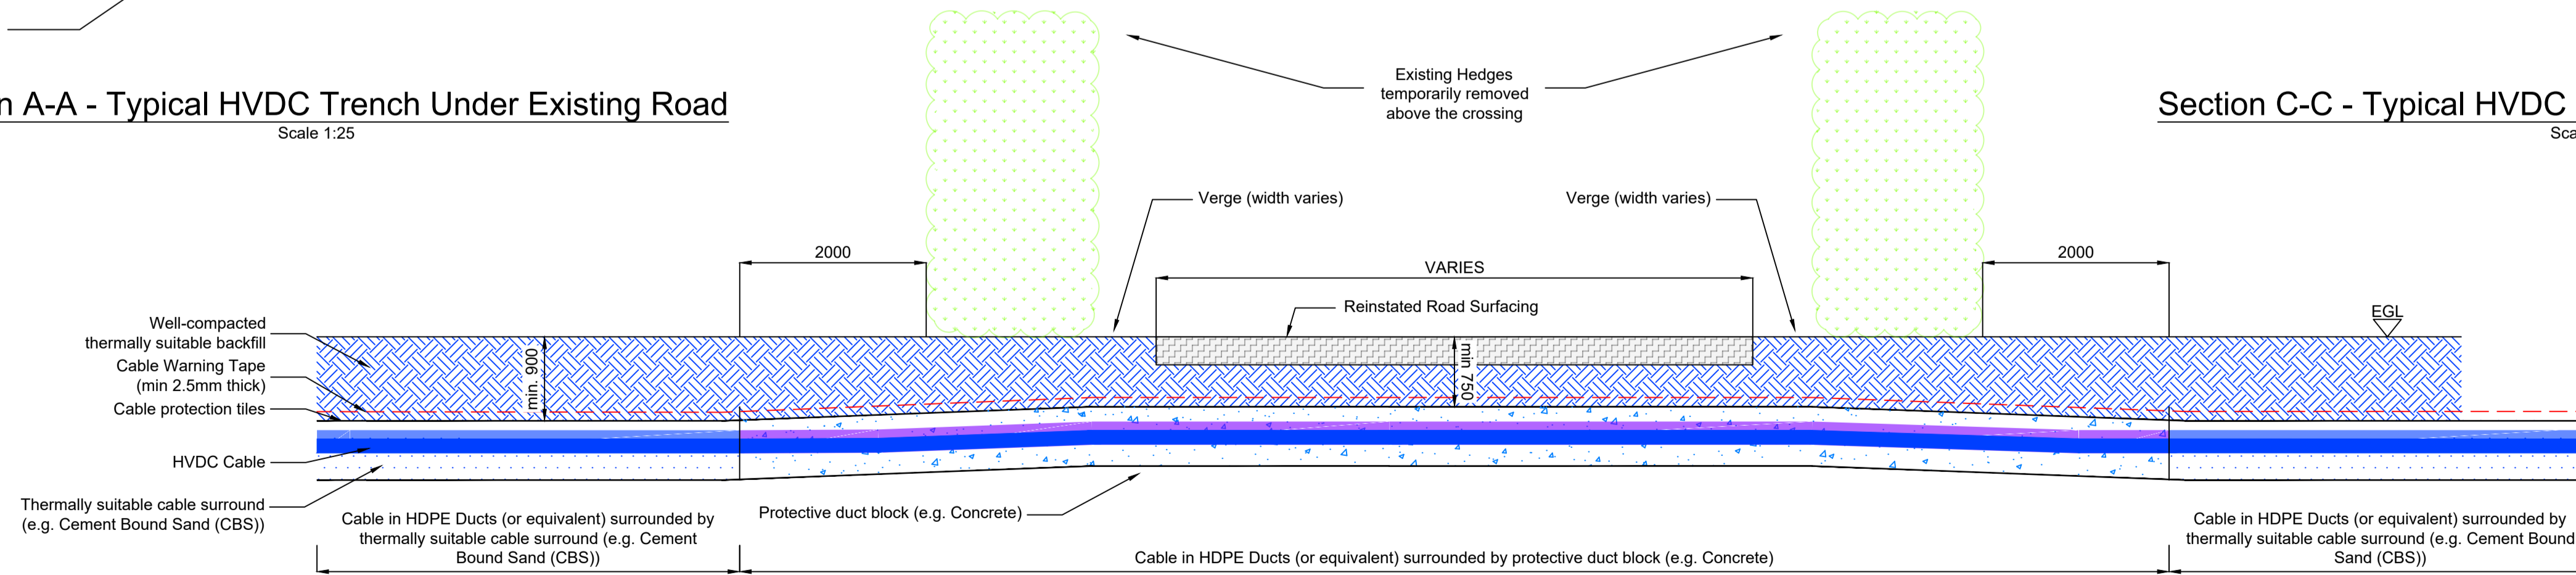 n A-A - Typical HVDC Trench Under Existing Road
Scale 1:25
Existing Hedges
temporarily removed
above the crossing
Section C-C - Typical HVDC
Sca
Verge (width varies)
Verge (width varies)
2000
VARIES
2000
Reinstated Road Surfacing
EGL
Well-compacted
thermally suitable backfill
Cable Warning Tape
(min 2.5mm thick)
Cable protection tiles
min. 900
min 750
HVDC Cable
Thermally suitable cable surround
(e.g. Cement Bound Sand (CBS))
Cable in HDPE Ducts (or equivalent) surrounded by
thermally suitable cable surround (e.g. Cement
Bound Sand (CBS))
Protective duct block (e.g. Concrete)
Cable in HDPE Ducts (or equivalent) surrounded by protective duct block (e.g. Concrete)
Cable in HDPE Ducts (or equivalent) surrounded by
thermally suitable cable surround (e.g. Cement Bound
Sand (CBS))